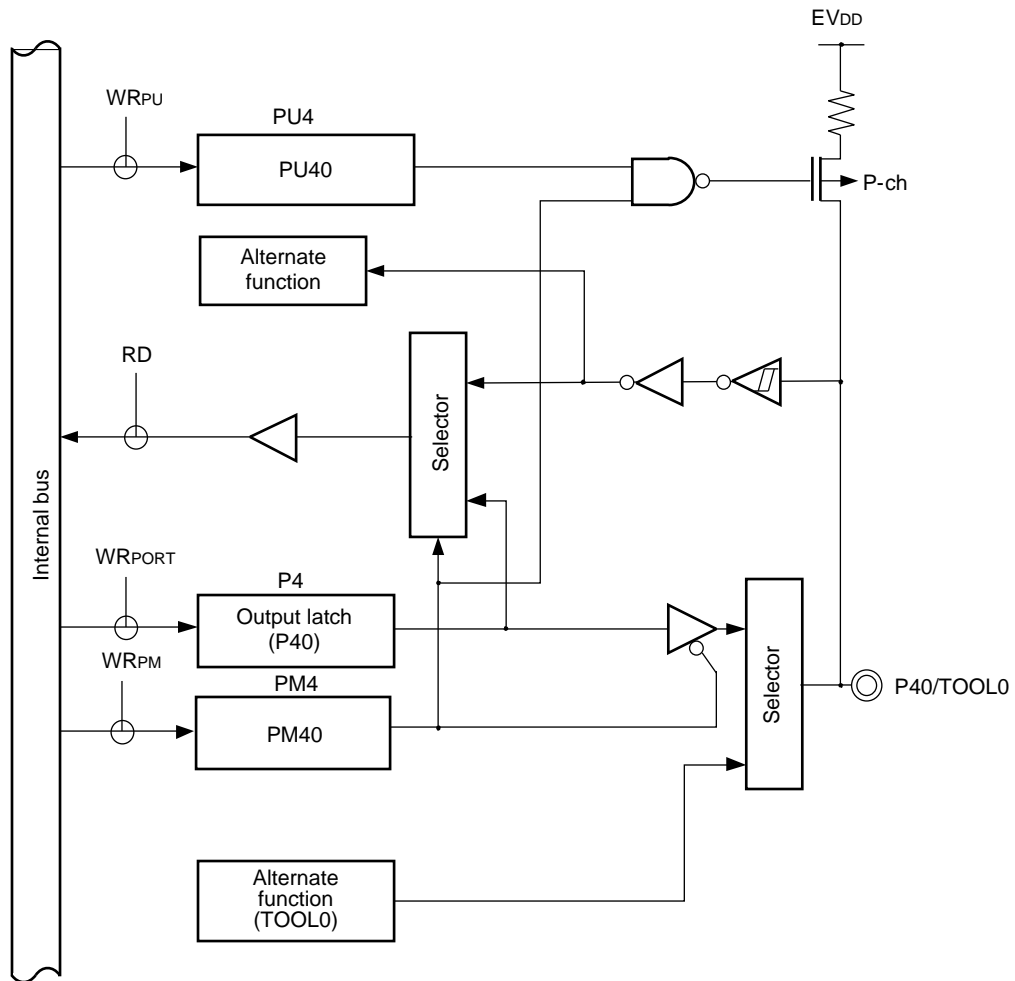 EVDD
WRPU
PU4
PU40
P-ch
Alternate
function
RD
Selector
Internal bus
WRPORT
P4
Output latch
(P40)
WRPM
PM4
PM40
Selector
P40/TOOL0
Alternate
function
(TOOL0)